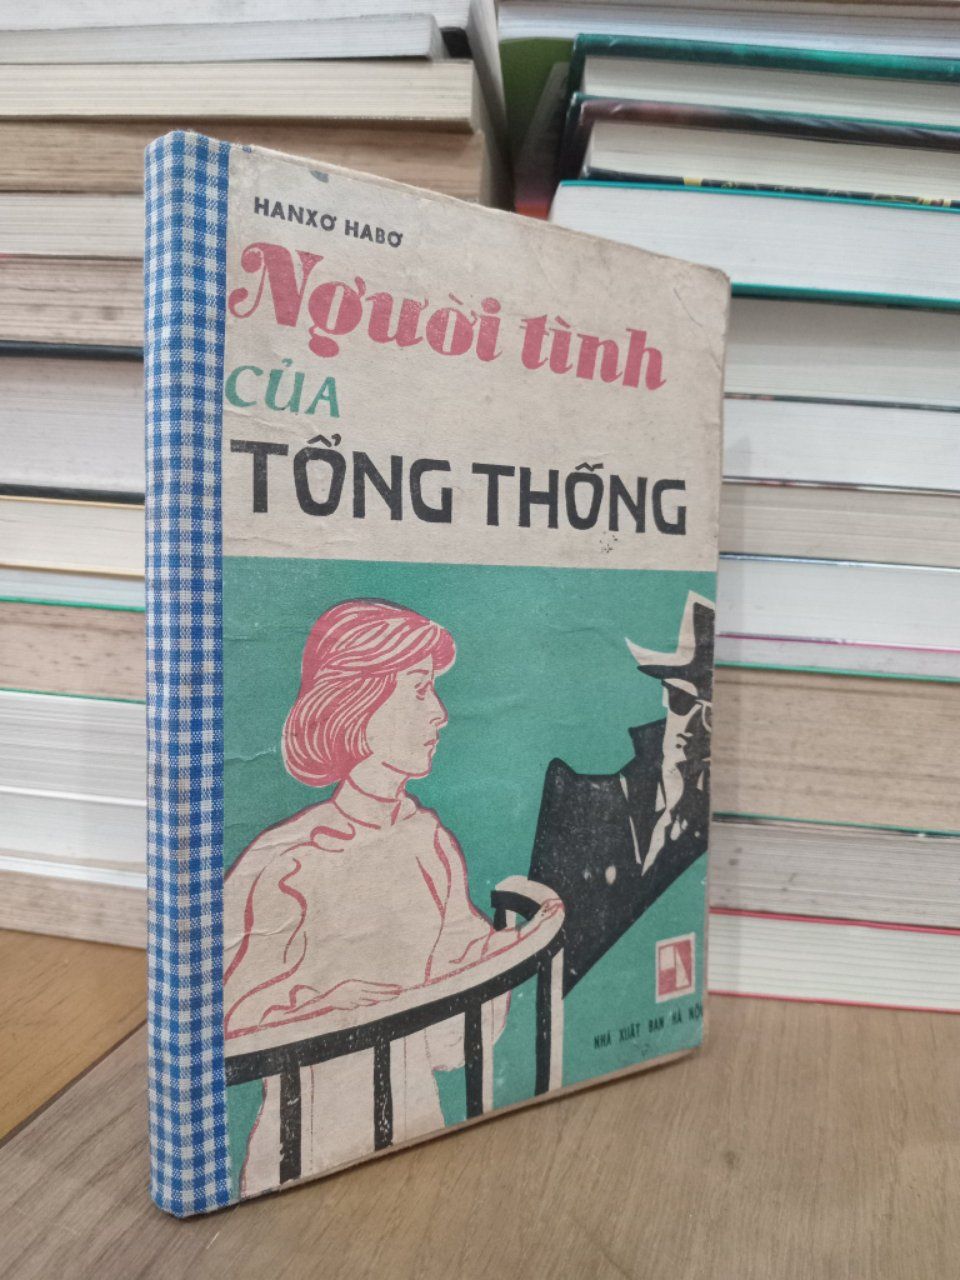 HANXƠ HABƠ
Người tình
CỦA
TỔNG THỐNG
NHÀ XUẤT BẢN HÀ NỘI